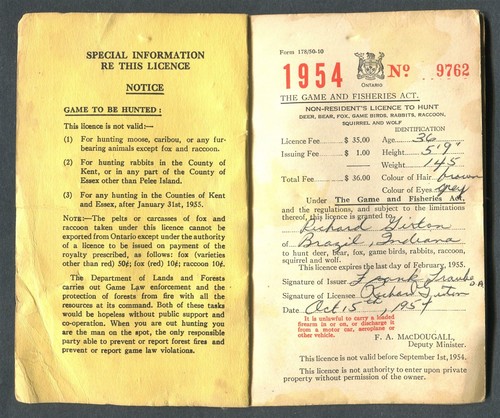 SPECIAL INFORMATION
RE THIS LICENCE
NOTICE
GAME TO BE HUNTED:
This licence is not valid:—
(1) For hunting moose, caribou, or any fur-
bearing animals except fox and raccoon.
(2) For hunting rabbits in the County of
Kent, or in any part of the County of
Essex other than Pelee Island.
(3) For any hunting in the Counties of Kent
and Essex, after January 31st, 1955.
NOTE:—The pelts or carcasses of fox and
raccoon taken under this licence cannot be
exported from Ontario except under the authority
of a licence to be issued on payment of the
royalty prescribed, as follows: fox (varieties
other than red) 50¢; fox (red) 10¢; raccoon 10¢.
The Department of Lands and Forests
carries out Game Law enforcement and the
protection of forests from fire with all the
resources at its command. Both of these tasks
would be hopeless without public support and
co-operation. When you are out hunting you
are the man on the spot, the only responsible
party able to prevent or report forest fires and
prevent or report game law violations.
Form 178/50-10
1954 No 9762
ONTARIO
THE GAME AND FISHERIES ACT.
NON-RESIDENT'S LICENCE TO HUNT
DEER, BEAR, FOX, GAME BIRDS, RABBITS, RACCOON,
SQUIRREL AND WOLF
IDENTIFICATION
Licence Fee $ 35.00 Age 36
Issuing Fee $ 1.00 Height 5'9"
Weight 145
Total Fee $ 36.00 Colour of Hair brown
Colour of Eyes grey
Under The Game and Fisheries Act,
and the regulations, and subject to the limitations
thereof, this licence is granted to
Richard Girton
of Brazil, Indiana
to hunt deer, bear, fox, game birds, rabbits, raccoon,
squirrel and wolf.
This licence expires the last day of February, 1955.
Signature of Issuer Frank
Signature of Licensee Richard Girton
Date Oct 5th 1954
It is unlawful to carry a loaded
firearm in or on, or discharge it
from a motor car, aeroplane or
other vehicle.
F. A. MACDOUGALL,
Deputy Minister.
This licence is not valid before September 1st, 1954.
This licence is not an authority to enter upon private
property without permission of the owner.